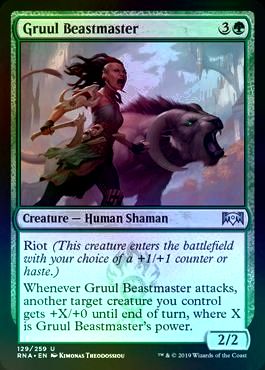 Gruul Beastmaster 3
Creature — Human Shaman
Riot (This creature enters the battlefield
with your choice of a +1/+1 counter or
haste.)
Whenever Gruul Beastmaster attacks,
another target creature you control
gets +X/+0 until end of turn, where X
is Gruul Beastmaster's power.
2/2
129/259 U
RNA • EN KIMONAS THEODOSSIOU
™ & © 2019 Wizards of the Coast